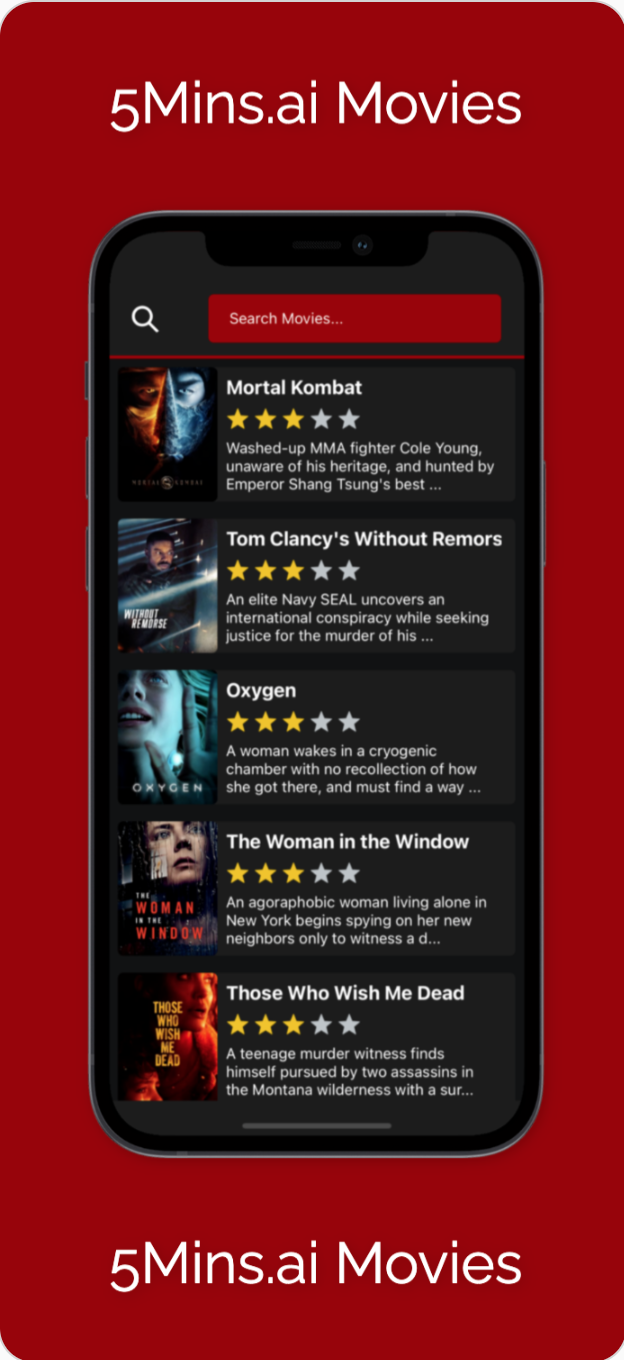 5Mins.ai Movies
Search Movies...
Mortal Kombat
Washed-up MMA fighter Cole Young,
unaware of his heritage, and hunted by
Emperor Shang Tsung's best ...
MORTAL KOMBAT
Tom Clancy's Without Remors
An elite Navy SEAL uncovers an
international conspiracy while seeking
justice for the murder of his ...
WITHOUT
REMORSE
Oxygen
A woman wakes in a cryogenic
chamber with no recollection of how
she got there, and must find a way ...
OXYGEN
The Woman in the Window
An agoraphobic woman living alone in
New York begins spying on her new
neighbors only to witness a d...
THE
WOMAN
IN THE
WINDOW
Those Who Wish Me Dead
A teenage murder witness finds
himself pursued by two assassins in
the Montana wilderness with a sur...
THOSE
WHO
WISH
ME
DEAD
5Mins.ai Movies